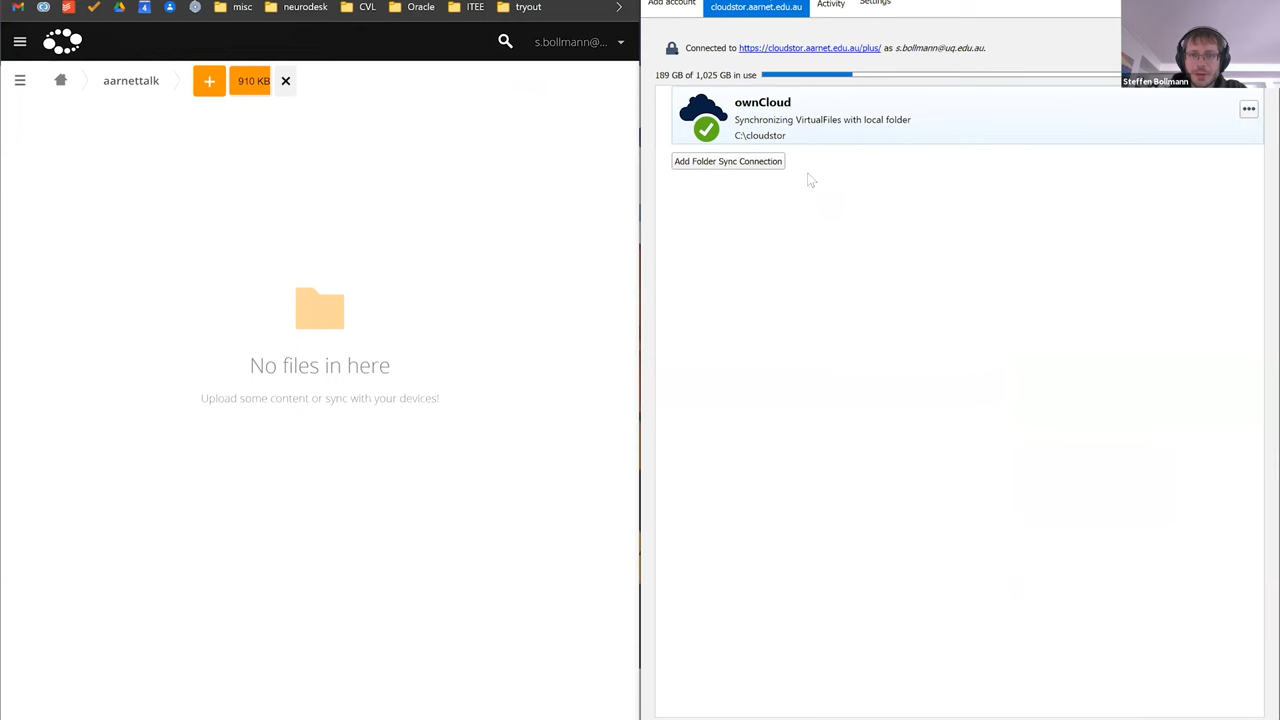 misc
neurodesk
CVL
Oracle
ITEE
tryout
s.bollmann@...
aarnettalk
+
910 KB
No files in here
Upload some content or sync with your devices!
Add account
cloudstor.aarnet.edu.au
Activity
Settings
Connected to https://cloudstor.aarnet.edu.au/plus/ as s.bollmann@uq.edu.au.
189 GB of 1,025 GB in use
ownCloud
Synchronizing VirtualFiles with local folder
C:\cloudstor
Add Folder Sync Connection
Steffen Bollmann